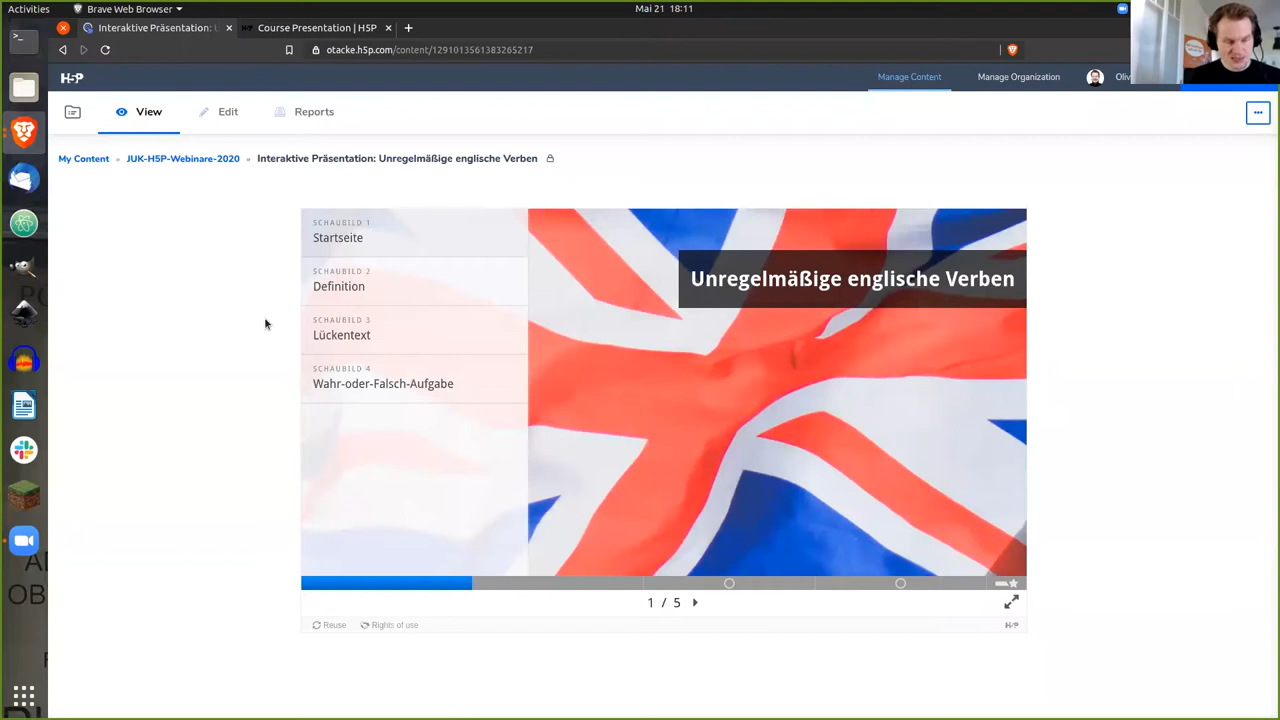 Activities
Brave Web Browser
Mai 21 18:11
Interaktive Präsentation: U
Course Presentation | H5P
otacke.h5p.com/content/1291013561383265217
H5P
Manage Content
Manage Organization
Oliv
View
Edit
Reports
My Content » JUK-H5P-Webinare-2020 » Interaktive Präsentation: Unregelmäßige englische Verben
SCHAUBILD 1
Startseite
SCHAUBILD 2
Definition
SCHAUBILD 3
Lückentext
SCHAUBILD 4
Wahr-oder-Falsch-Aufgabe
Unregelmäßige englische Verben
1 / 5
Reuse
Rights of use
H5P